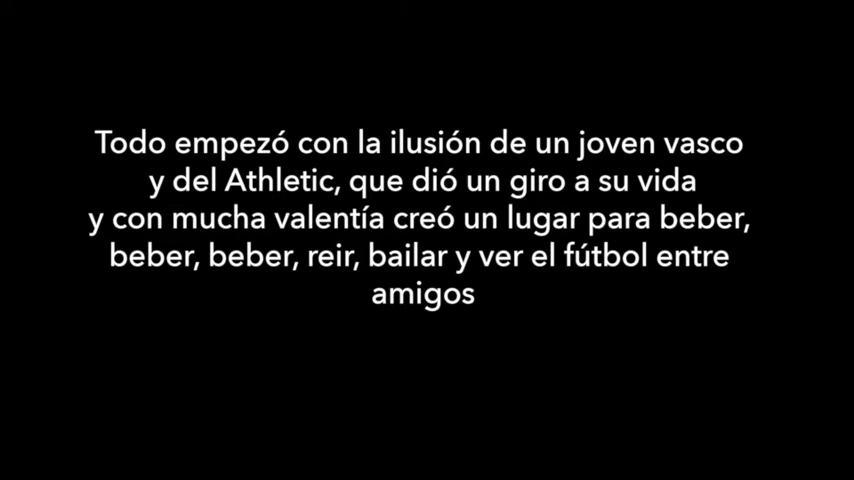 Todo empezó con la ilusión de un joven vasco
y del Athletic, que dió un giro a su vida
y con mucha valentía creó un lugar para beber,
beber, beber, reir, bailar y ver el fútbol entre
amigos